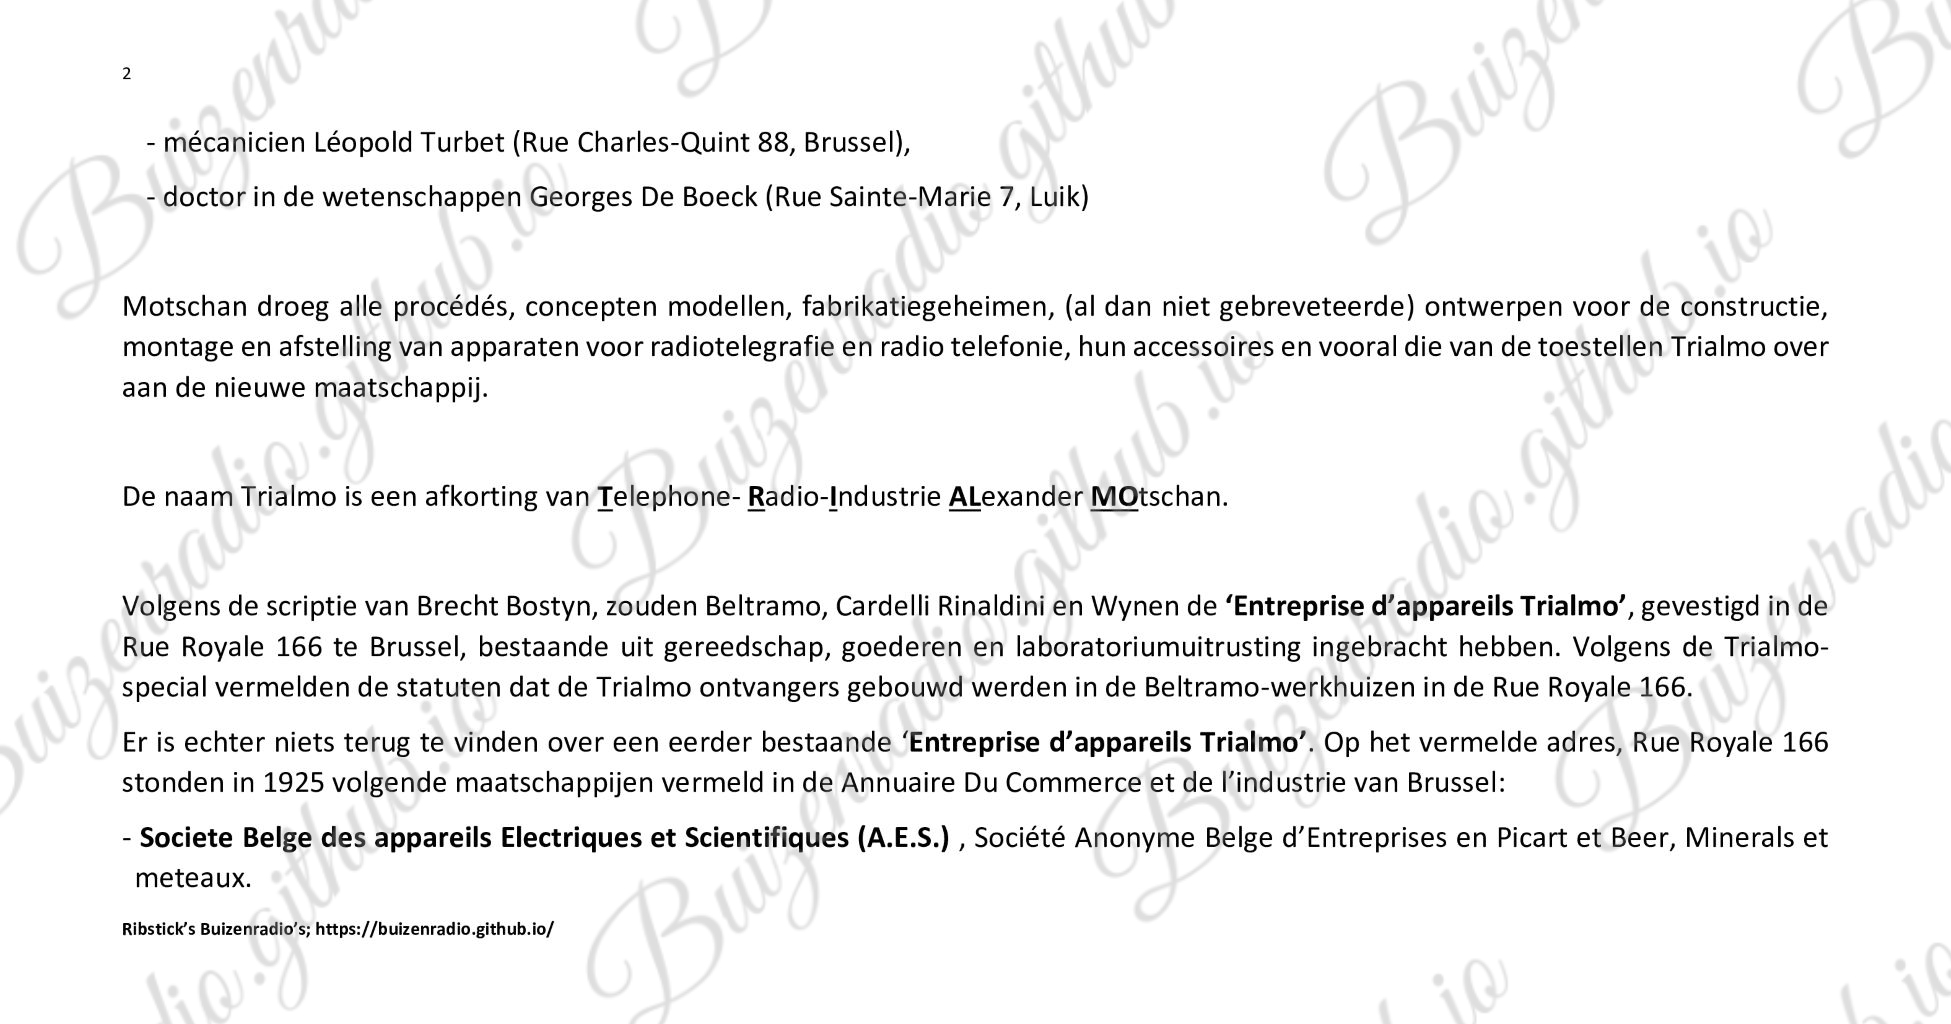 2
- mécanicien Léopold Turbet (Rue Charles-Quint 88, Brussel),
- doctor in de wetenschappen Georges De Boeck (Rue Sainte-Marie 7, Luik)
Motschan droeg alle procédés, concepten modellen, fabrikatiegeheimen, (al dan niet gebreveteerde) ontwerpen voor de constructie,
montage en afstelling van apparaten voor radiotelegrafie en radio telefonie, hun accessoires en vooral die van de toestellen Trialmo over
aan de nieuwe maatschappij.
De naam Trialmo is een afkorting van Telephone- Radio-Industrie ALexander MOtschan.
Volgens de scriptie van Brecht Bostyn, zouden Beltramo, Cardelli Rinaldini en Wynen de ‘Entreprise d’appareils Trialmo’, gevestigd in de
Rue Royale 166 te Brussel, bestaande uit gereedschap, goederen en laboratoriumuitrusting ingebracht hebben. Volgens de Trialmo-
special vermelden de statuten dat de Trialmo ontvangers gebouwd werden in de Beltramo-werkhuizen in de Rue Royale 166.
Er is echter niets terug te vinden over een eerder bestaande ‘Entreprise d’appareils Trialmo’. Op het vermelde adres, Rue Royale 166
stonden in 1925 volgende maatschappijen vermeld in de Annuaire Du Commerce et de l’industrie van Brussel:
- Societe Belge des appareils Electriques et Scientifiques (A.E.S.) , Société Anonyme Belge d’Entreprises en Picart et Beer, Minerals et
meteaux.
Ribstick’s Buizenradio’s; https://buizenradio.github.io/
Buizenradio.github.io